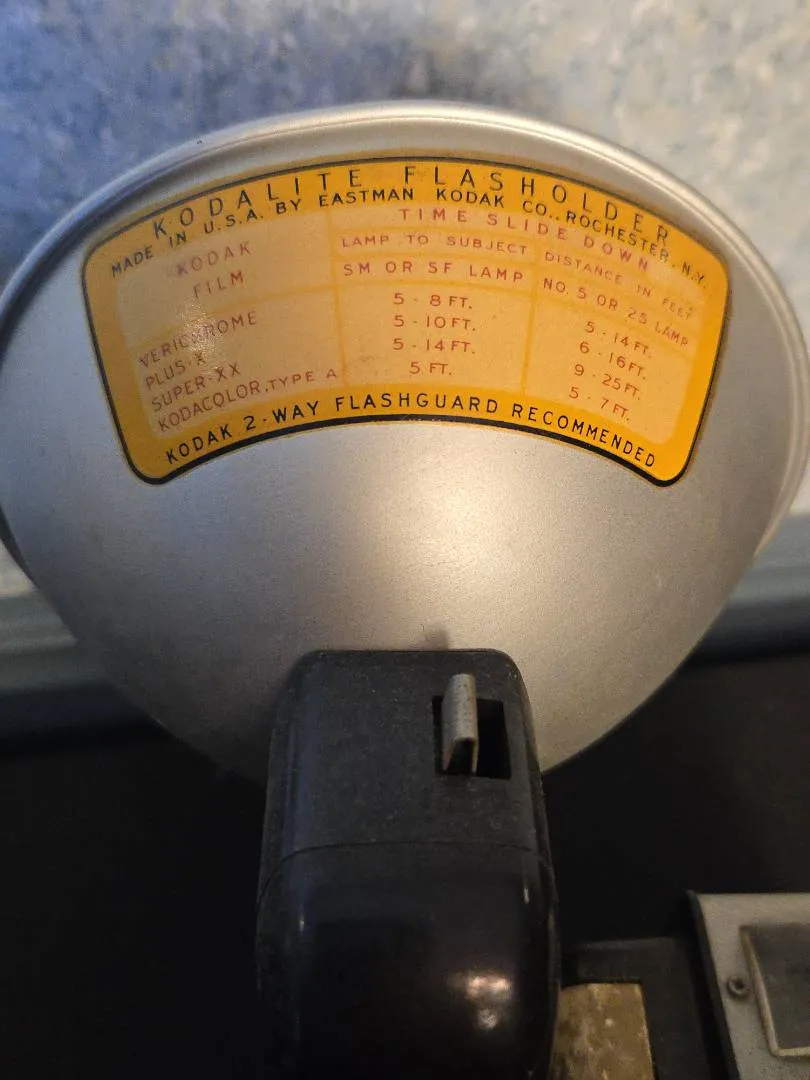 KODALITE FLASHOLDER
MADE IN U.S.A. BY EASTMAN KODAK CO., ROCHESTER, N.Y.
TIME SLIDE DOWN
KODAK FILM
LAMP TO SUBJECT DISTANCE IN FEET
SM OR SF LAMP NO. 5 OR 25 LAMP
VERICHROME 5 - 8 FT. 5 - 14 FT.
PLUS-X 5 - 10 FT. 6 - 16 FT.
SUPER-XX 5 - 14 FT. 9 - 25 FT.
KODACOLOR, TYPE A 5 FT. 5 - 7 FT.
KODAK 2-WAY FLASHGUARD RECOMMENDED